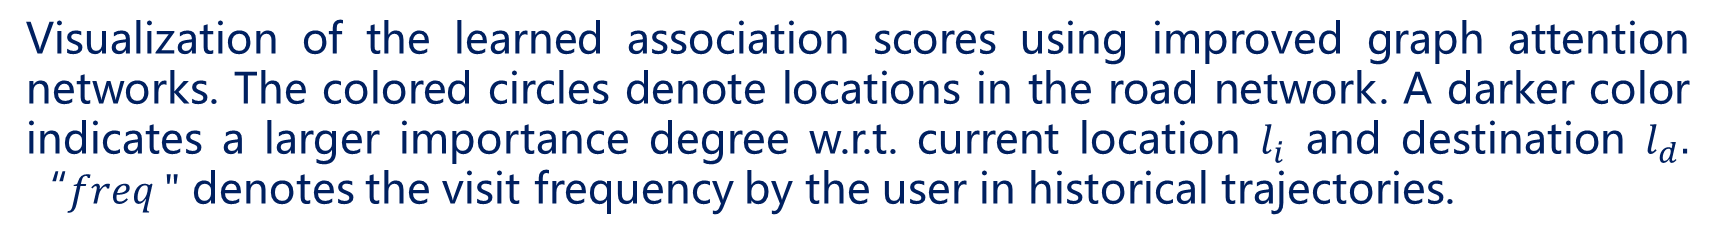 Visualization of the learned association scores using improved graph attention
networks. The colored circles denote locations in the road network. A darker color
indicates a larger importance degree w.r.t. current location $l_i$ and destination $l_d$.
“$freq$ " denotes the visit frequency by the user in historical trajectories.